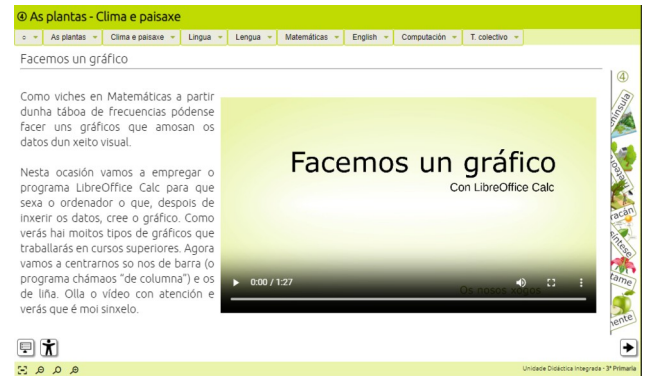 ④ As plantas - Clima e paisaxe
As plantas
Clima e paisaxe
Lingua
Lengua
Matemáticas
English
Computación
T. colectivo
Facemos un gráfico
Como viches en Matemáticas a partir
dunha táboa de frecuencias pódense
facer uns gráficos que amosan os
datos dun xeito visual.
Nesta ocasión vamos a empregar o
programa LibreOffice Calc para que
sexa o ordenador o que, despois de
inxerir os datos, cree o gráfico. Como
verás hai moitos tipos de gráficos que
traballarás en cursos superiores. Agora
vamos a centrarnos so nos de barra (o
programa chámaos "de columna") e os
de liña. Olla o vídeo con atención e
verás que é moi sinxelo.
Facemos un gráfico
Con LibreOffice Calc
Os nosos xogos
0:00 / 1:27
④
Unidade Didáctica Integrada - 3º Primaria